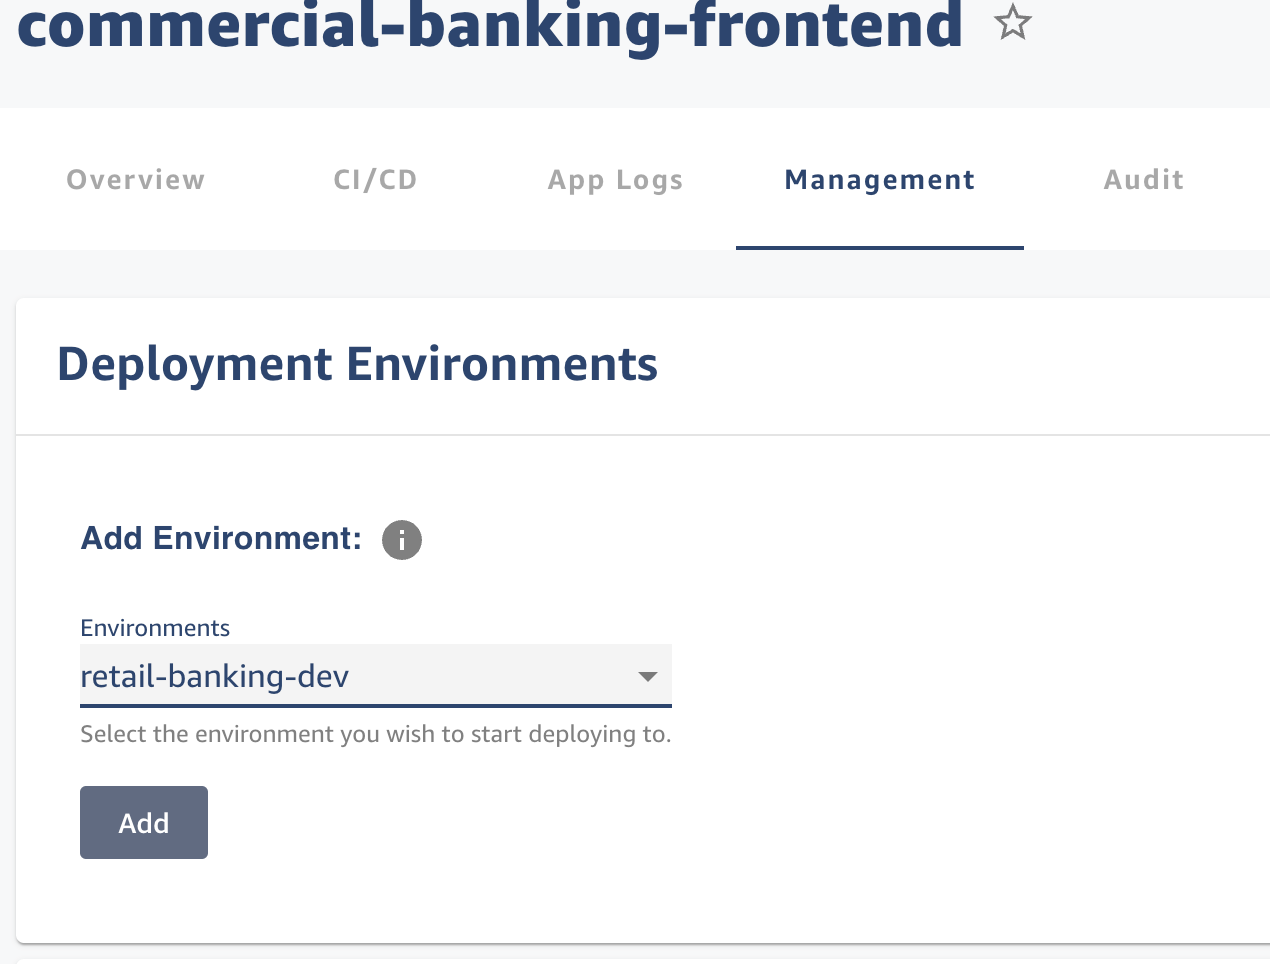 commercial-banking-frontend
Overview CI/CD App Logs Management Audit
Deployment Environments
Add Environment:
Environments
retail-banking-dev
Select the environment you wish to start deploying to.
Add